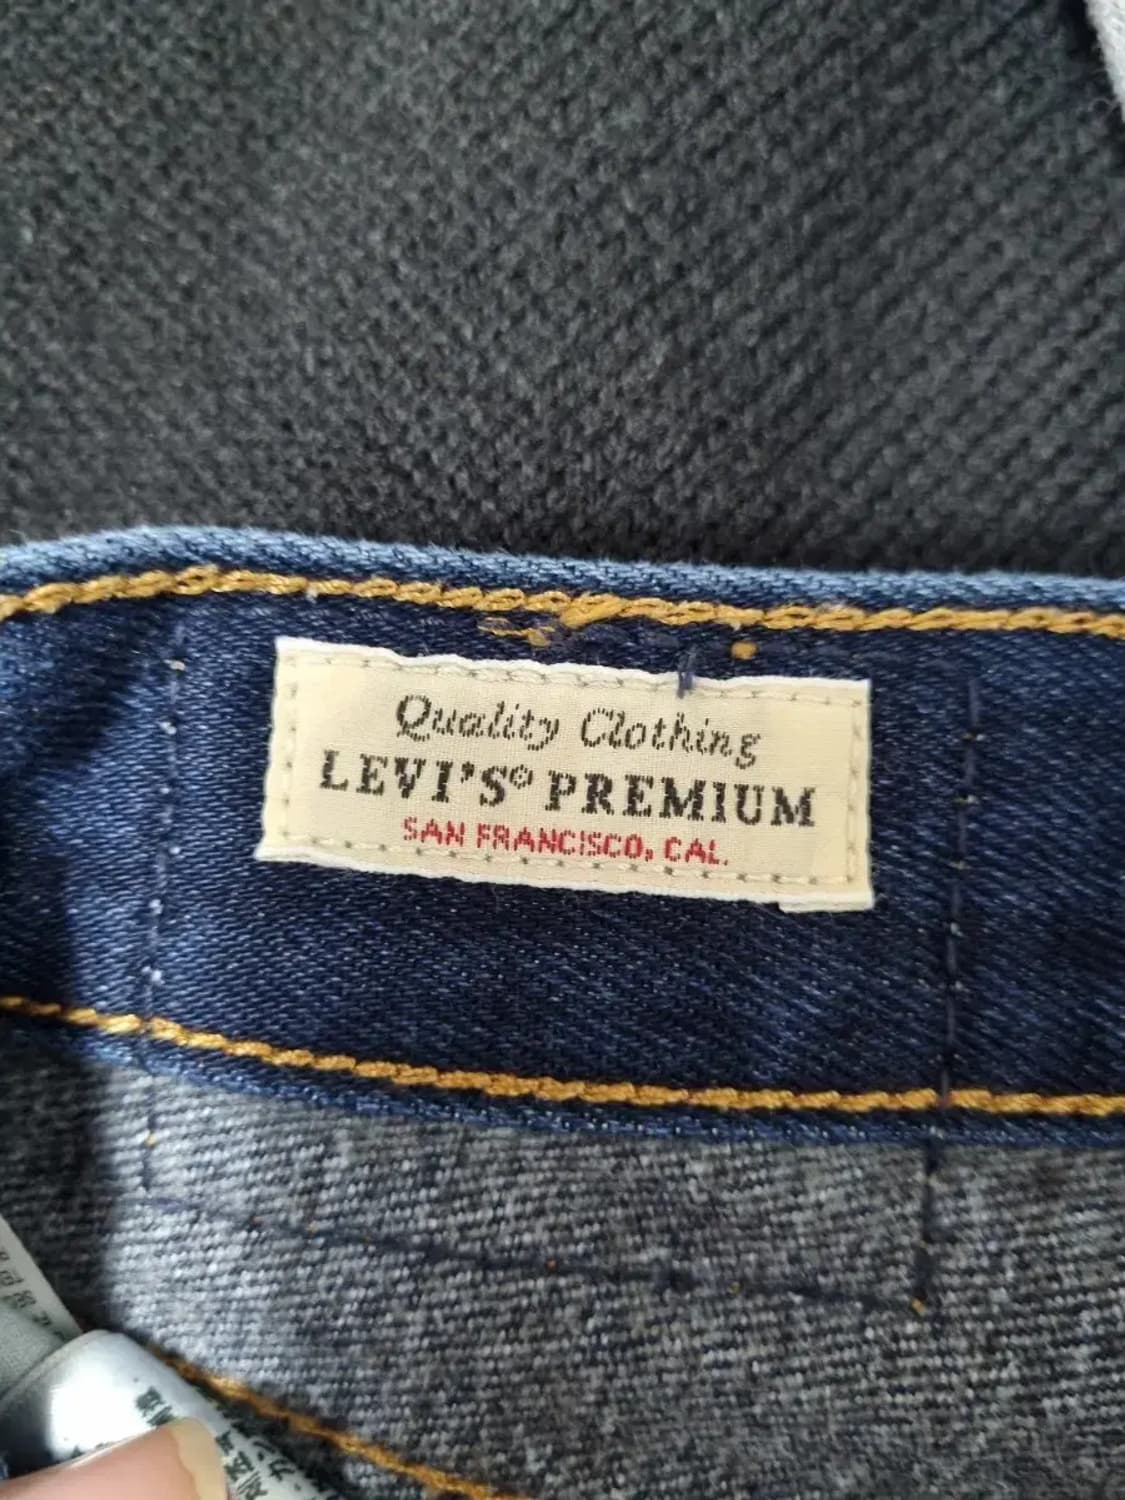 Quality Clothing
LEVI'S® PREMIUM
SAN FRANCISCO, CAL.